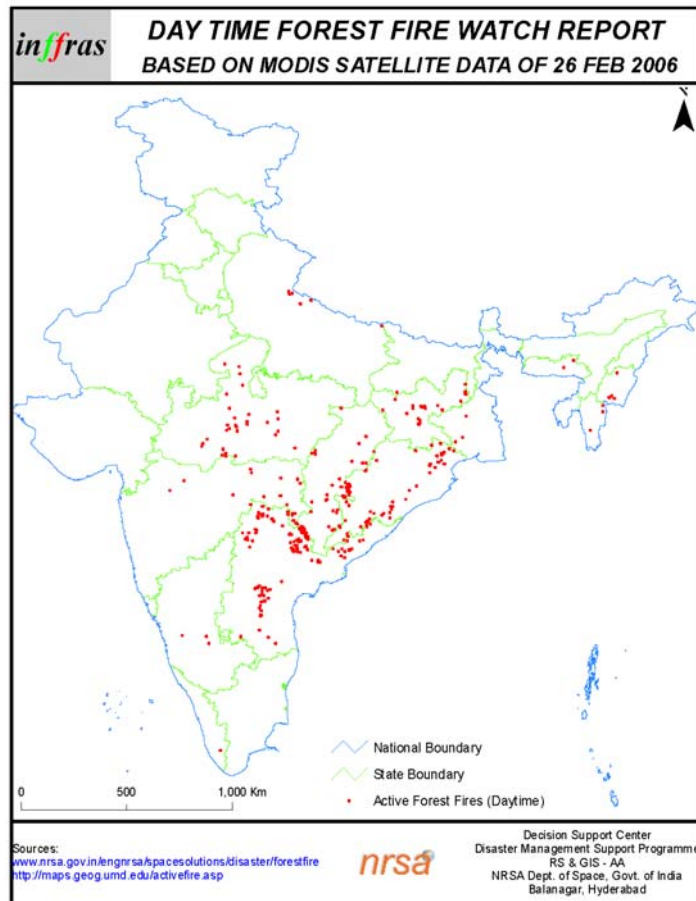 inffras
DAY TIME FOREST FIRE WATCH REPORT
BASED ON MODIS SATELLITE DATA OF 26 FEB 2006
N
National Boundary
State Boundary
Active Forest Fires (Daytime)
0 500 1,000 Km
Sources:
www.nrsa.gov.in/engnrsa/spacesolutions/disaster/forestfire
http://maps.geog.umd.edu/activefire.asp
nrsa
Decision Support Center
Disaster Management Support Programme
RS & GIS - AA
NRSA Dept. of Space, Govt. of India
Balanagar, Hyderabad